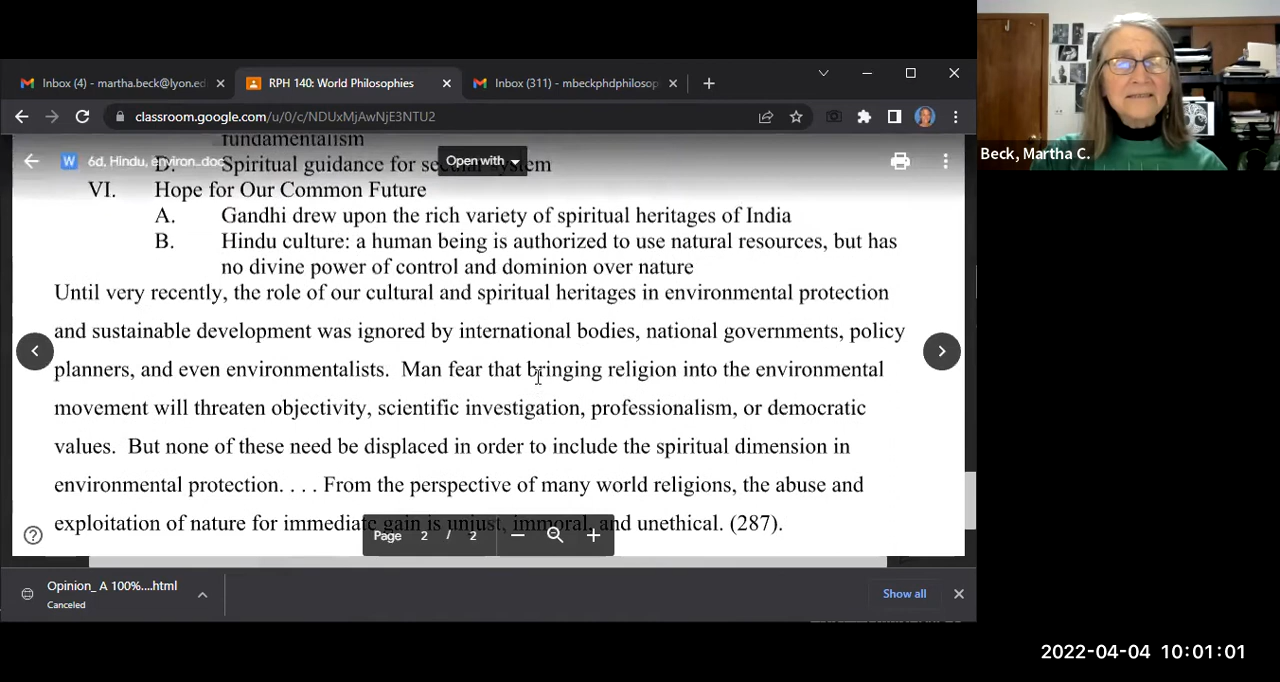 Inbox (4) - martha.beck@lyon.ed
RPH 140: World Philosophies
Inbox (311) - mbeckphdphilosop
classroom.google.com/u/0/c/NDUxMjAwNjE3NTU2
Beck, Martha C.
fundamentalism
6d, Hindu, environ_doc
Open with
D. Spiritual guidance for secular system
VI. Hope for Our Common Future
A. Gandhi drew upon the rich variety of spiritual heritages of India
B. Hindu culture: a human being is authorized to use natural resources, but has
no divine power of control and dominion over nature
Until very recently, the role of our cultural and spiritual heritages in environmental protection
and sustainable development was ignored by international bodies, national governments, policy
planners, and even environmentalists. Man fear that bringing religion into the environmental
movement will threaten objectivity, scientific investigation, professionalism, or democratic
values. But none of these need be displaced in order to include the spiritual dimension in
environmental protection. . . . From the perspective of many world religions, the abuse and
exploitation of nature for immediate gain is unjust, immoral, and unethical. (287).
Page 2 / 2
Opinion_ A 100%....html
Canceled
Show all
2022-04-04 10:01:01